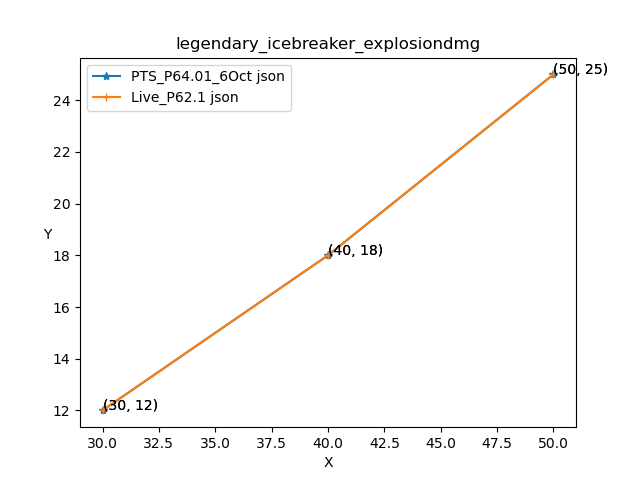 legendary_icebreaker_explosiondmg
PTS_P64.01_6Oct json
Live_P62.1 json
(50, 25)
(40, 18)
(30, 12)
24
22
20
18
16
14
12
Y
30.0 32.5 35.0 37.5 40.0 42.5 45.0 47.5 50.0
X